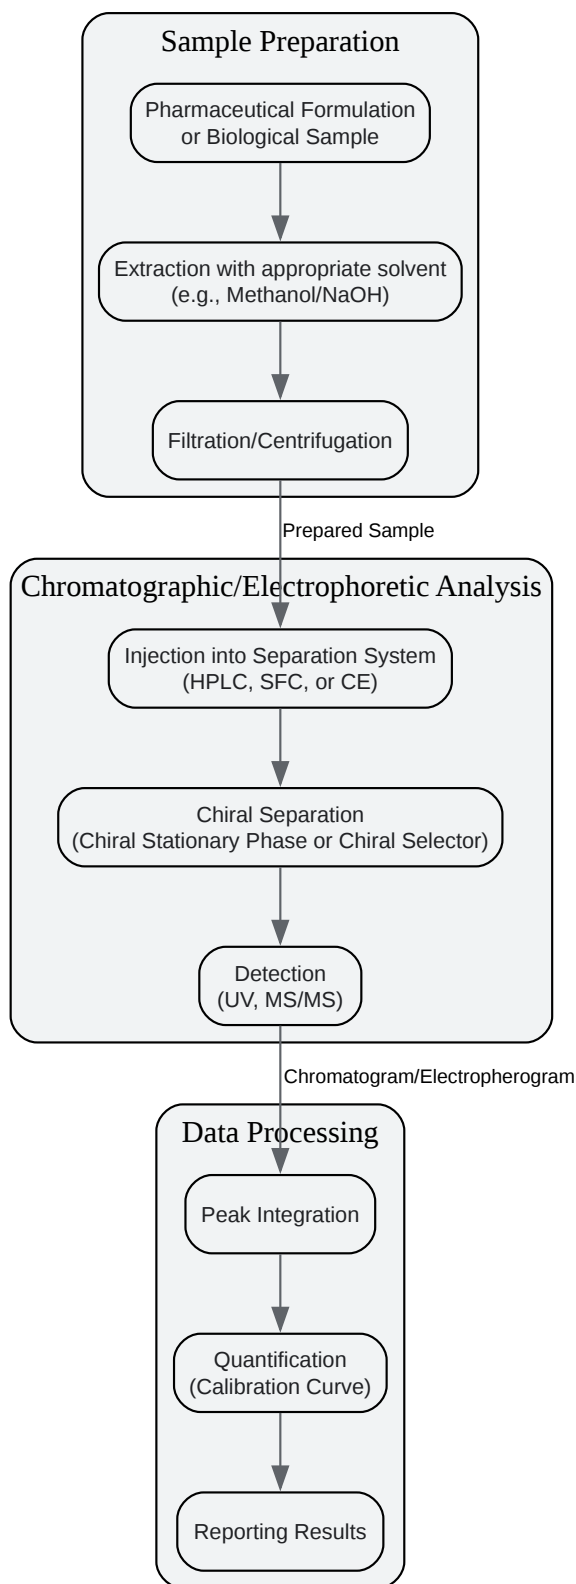 Sample Preparation
Pharmaceutical Formulation
or Biological Sample
Extraction with appropriate solvent
(e.g., Methanol/NaOH)
Filtration/Centrifugation
Prepared Sample
Chromatographic/Electrophoretic Analysis
Injection into Separation System
(HPLC, SFC, or CE)
Chiral Separation
(Chiral Stationary Phase or Chiral Selector)
Detection
(UV, MS/MS)
Chromatogram/Electropherogram
Data Processing
Peak Integration
Quantification
(Calibration Curve)
Reporting Results